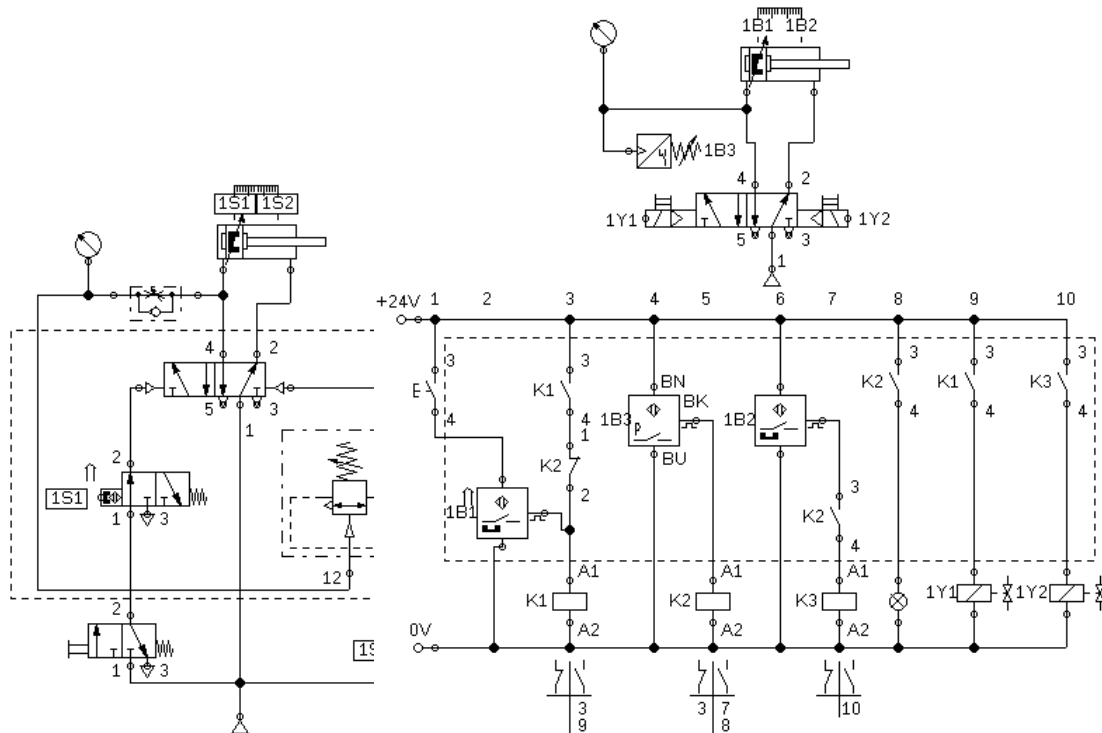 1B1 1B2
1B3
4 2
1Y1 1Y2
5 3
1
1S1 1S2
4 2
5 3
1
2
1S1
1 3
12
2
1 3
+24V 1 2 3 4 5 6 7 8 9 10
3 3 3 3 3
E K1 BN K2 K1 K3
BK
4 4 1B3 1B2 4 4 4
1
p
K2 BU
2 3
1B1 K2
4
A1 A1 A1
K1 K2 K3 1Y1 1Y2
A2 A2 A2
0V
3 3 7 10
9 8